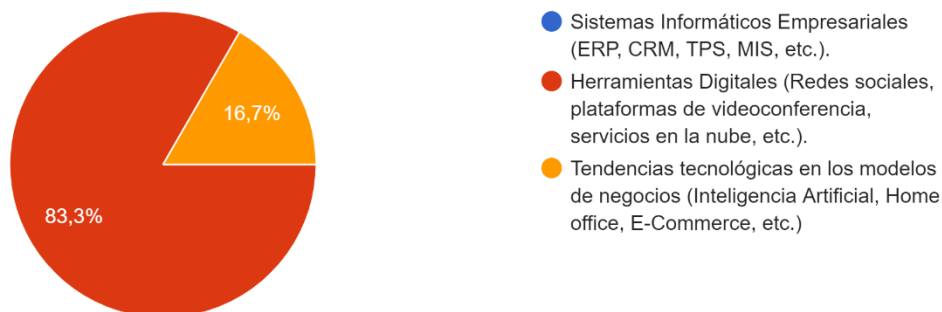 16,7%
83,3%
Sistemas Informáticos Empresariales
(ERP, CRM, TPS, MIS, etc.).
Herramientas Digitales (Redes sociales,
plataformas de videoconferencia,
servicios en la nube, etc.).
Tendencias tecnológicas en los modelos
de negocios (Inteligencia Artificial, Home
office, E-Commerce, etc.)